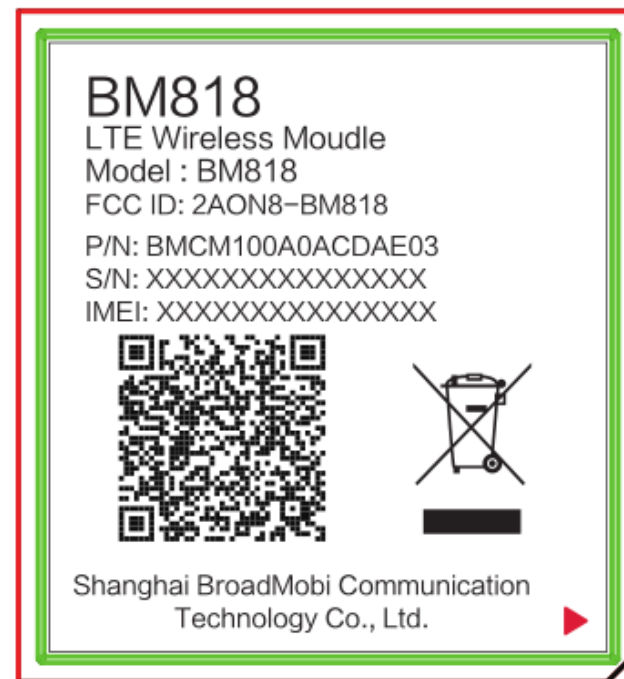 BM818
LTE Wireless Moudle
Model : BM818
FCC ID: 2AON8-BM818
P/N: BMCM100A0ACDAE03
S/N: XXXXXXXXXXXXXXX
IMEI: XXXXXXXXXXXXXXX
Shanghai BroadMobi Communication
Technology Co., Ltd.